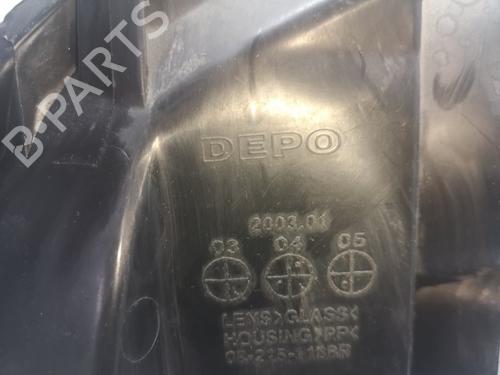 B-PARTS
DEPO
2003.01
03 04 05
LENS>GLASS<
HOUSING>PP<